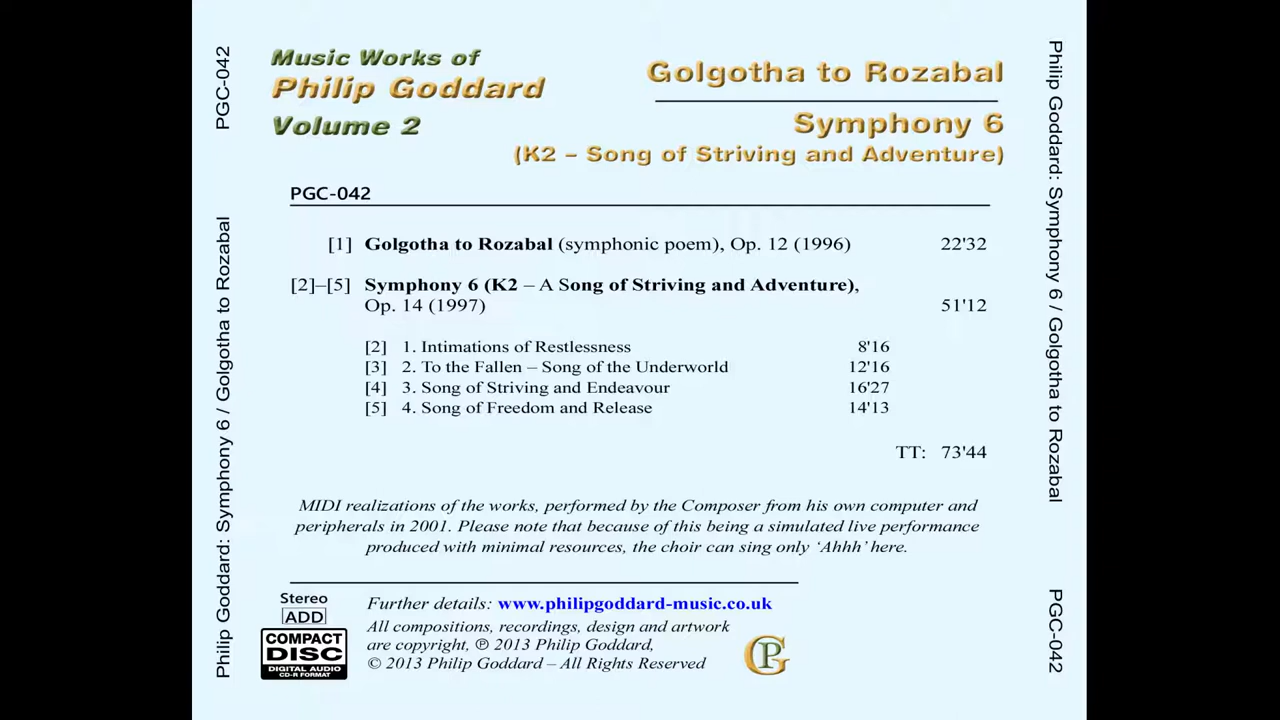 Music Works of
Philip Goddard
Volume 2
Golgotha to Rozabal
Symphony 6
(K2 – Song of Striving and Adventure)
PGC-042
[1] Golgotha to Rozabal (symphonic poem), Op. 12 (1996) 22'32
[2]–[5] Symphony 6 (K2 – A Song of Striving and Adventure),
Op. 14 (1997) 51'12
[2] 1. Intimations of Restlessness 8'16
[3] 2. To the Fallen – Song of the Underworld 12'16
[4] 3. Song of Striving and Endeavour 16'27
[5] 4. Song of Freedom and Release 14'13
TT: 73'44
MIDI realizations of the works, performed by the Composer from his own computer and
peripherals in 2001. Please note that because of this being a simulated live performance
produced with minimal resources, the choir can sing only ‘Ahhh’ here.
Stereo
ADD
COMPACT
DISC
DIGITAL AUDIO
CD-R FORMAT
Further details: www.philipgoddard-music.co.uk
All compositions, recordings, design and artwork
are copyright, ℗ 2013 Philip Goddard,
© 2013 Philip Goddard – All Rights Reserved
GP
Philip Goddard: Symphony 6 / Golgotha to Rozabal PGC-042
Philip Goddard: Symphony 6 / Golgotha to Rozabal PGC-042